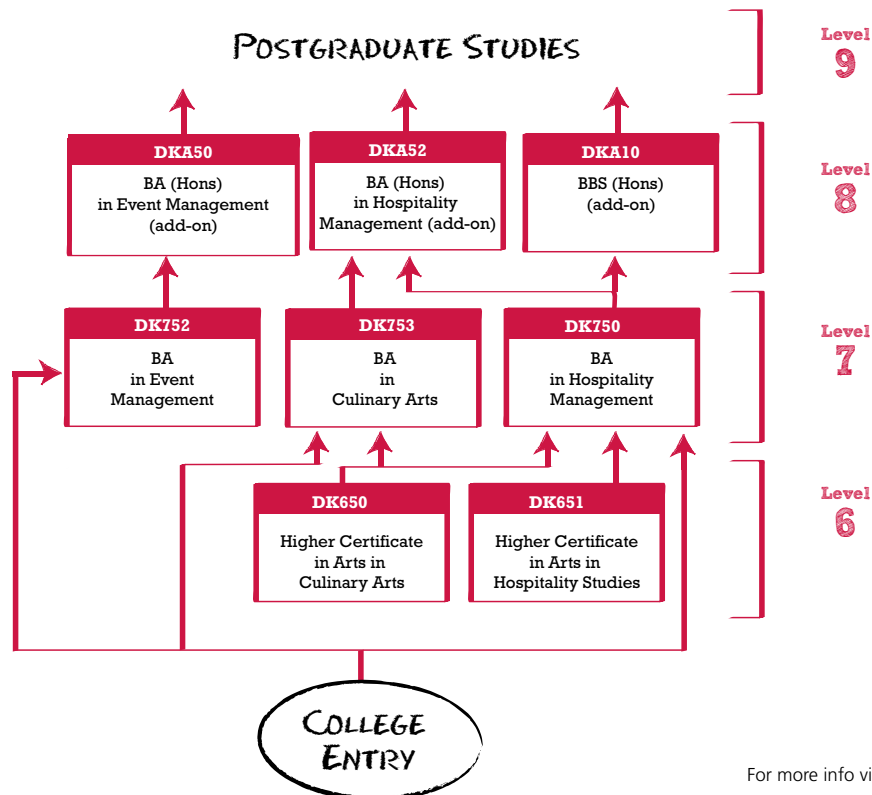 POSTGRADUATE STUDIES
Level
9
DKA50
BA (Hons)
in Event Management
(add-on)
DKA52
BA (Hons)
in Hospitality
Management (add-on)
DKA10
BBS (Hons)
(add-on)
Level
8
DK752
BA
in Event
Management
DK753
BA
in
Culinary Arts
DK750
BA
in Hospitality
Management
Level
7
DK650
Higher Certificate
in Arts in
Culinary Arts
DK651
Higher Certificate
in Arts in
Hospitality Studies
Level
6
COLLEGE
ENTRY
For more info vi